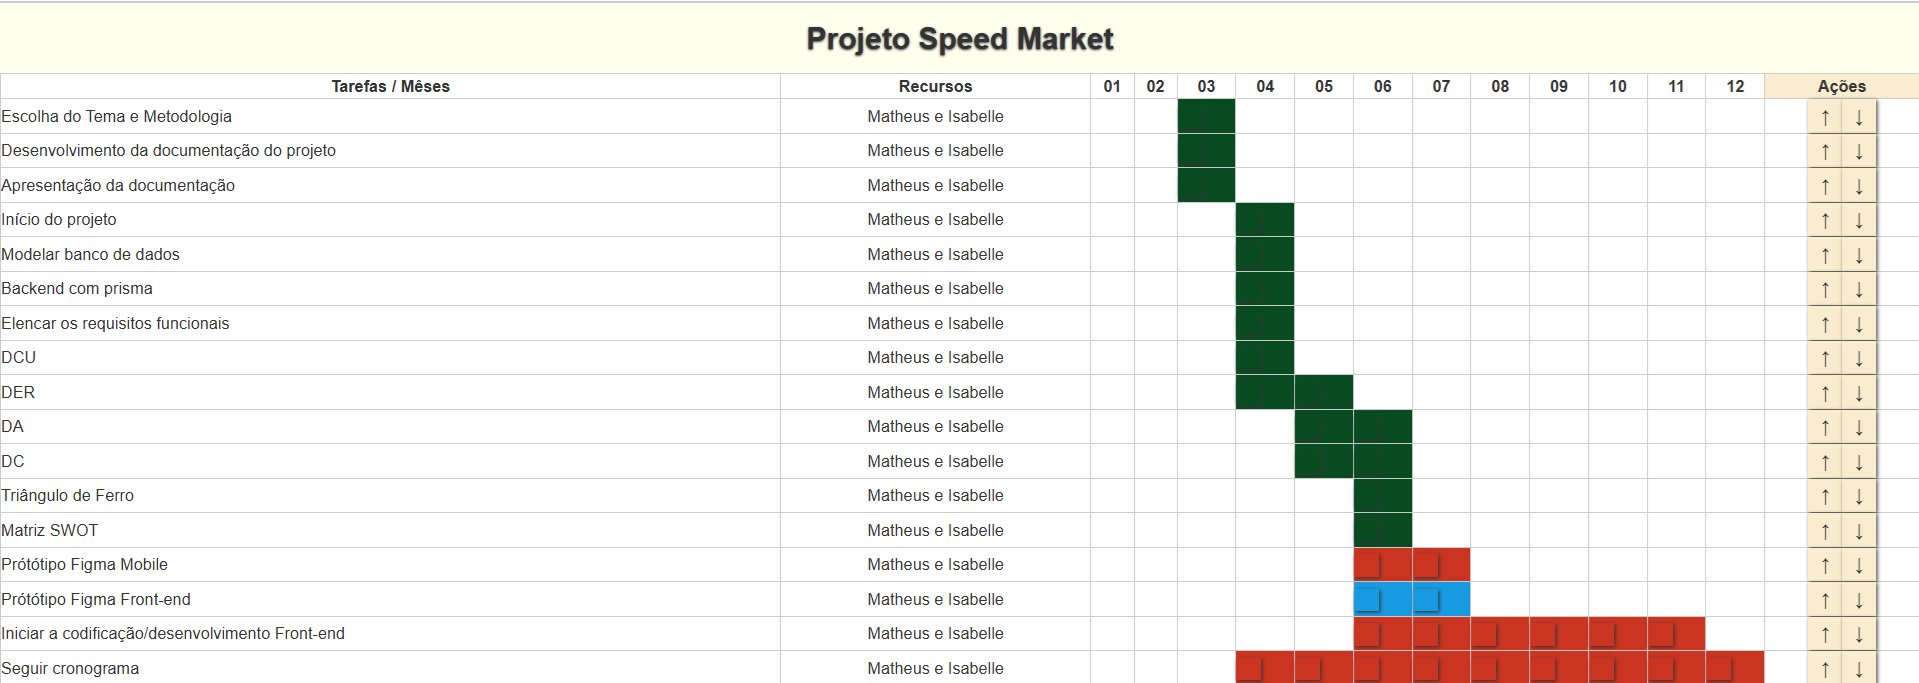 Projeto Speed Market
Tarefas / Mêses Recursos 01 02 03 04 05 06 07 08 09 10 11 12 Ações
Escolha do Tema e Metodologia Matheus e Isabelle ↑ ↓
Desenvolvimento da documentação do projeto Matheus e Isabelle ↑ ↓
Apresentação da documentação Matheus e Isabelle ↑ ↓
Início do projeto Matheus e Isabelle ↑ ↓
Modelar banco de dados Matheus e Isabelle ↑ ↓
Backend com prisma Matheus e Isabelle ↑ ↓
Elencar os requisitos funcionais Matheus e Isabelle ↑ ↓
DCU Matheus e Isabelle ↑ ↓
DER Matheus e Isabelle ↑ ↓
DA Matheus e Isabelle ↑ ↓
DC Matheus e Isabelle ↑ ↓
Triângulo de Ferro Matheus e Isabelle ↑ ↓
Matriz SWOT Matheus e Isabelle ↑ ↓
Prótótipo Figma Mobile Matheus e Isabelle ↑ ↓
Prótótipo Figma Front-end Matheus e Isabelle ↑ ↓
Iniciar a codificação/desenvolvimento Front-end Matheus e Isabelle ↑ ↓
Seguir cronograma Matheus e Isabelle ↑ ↓